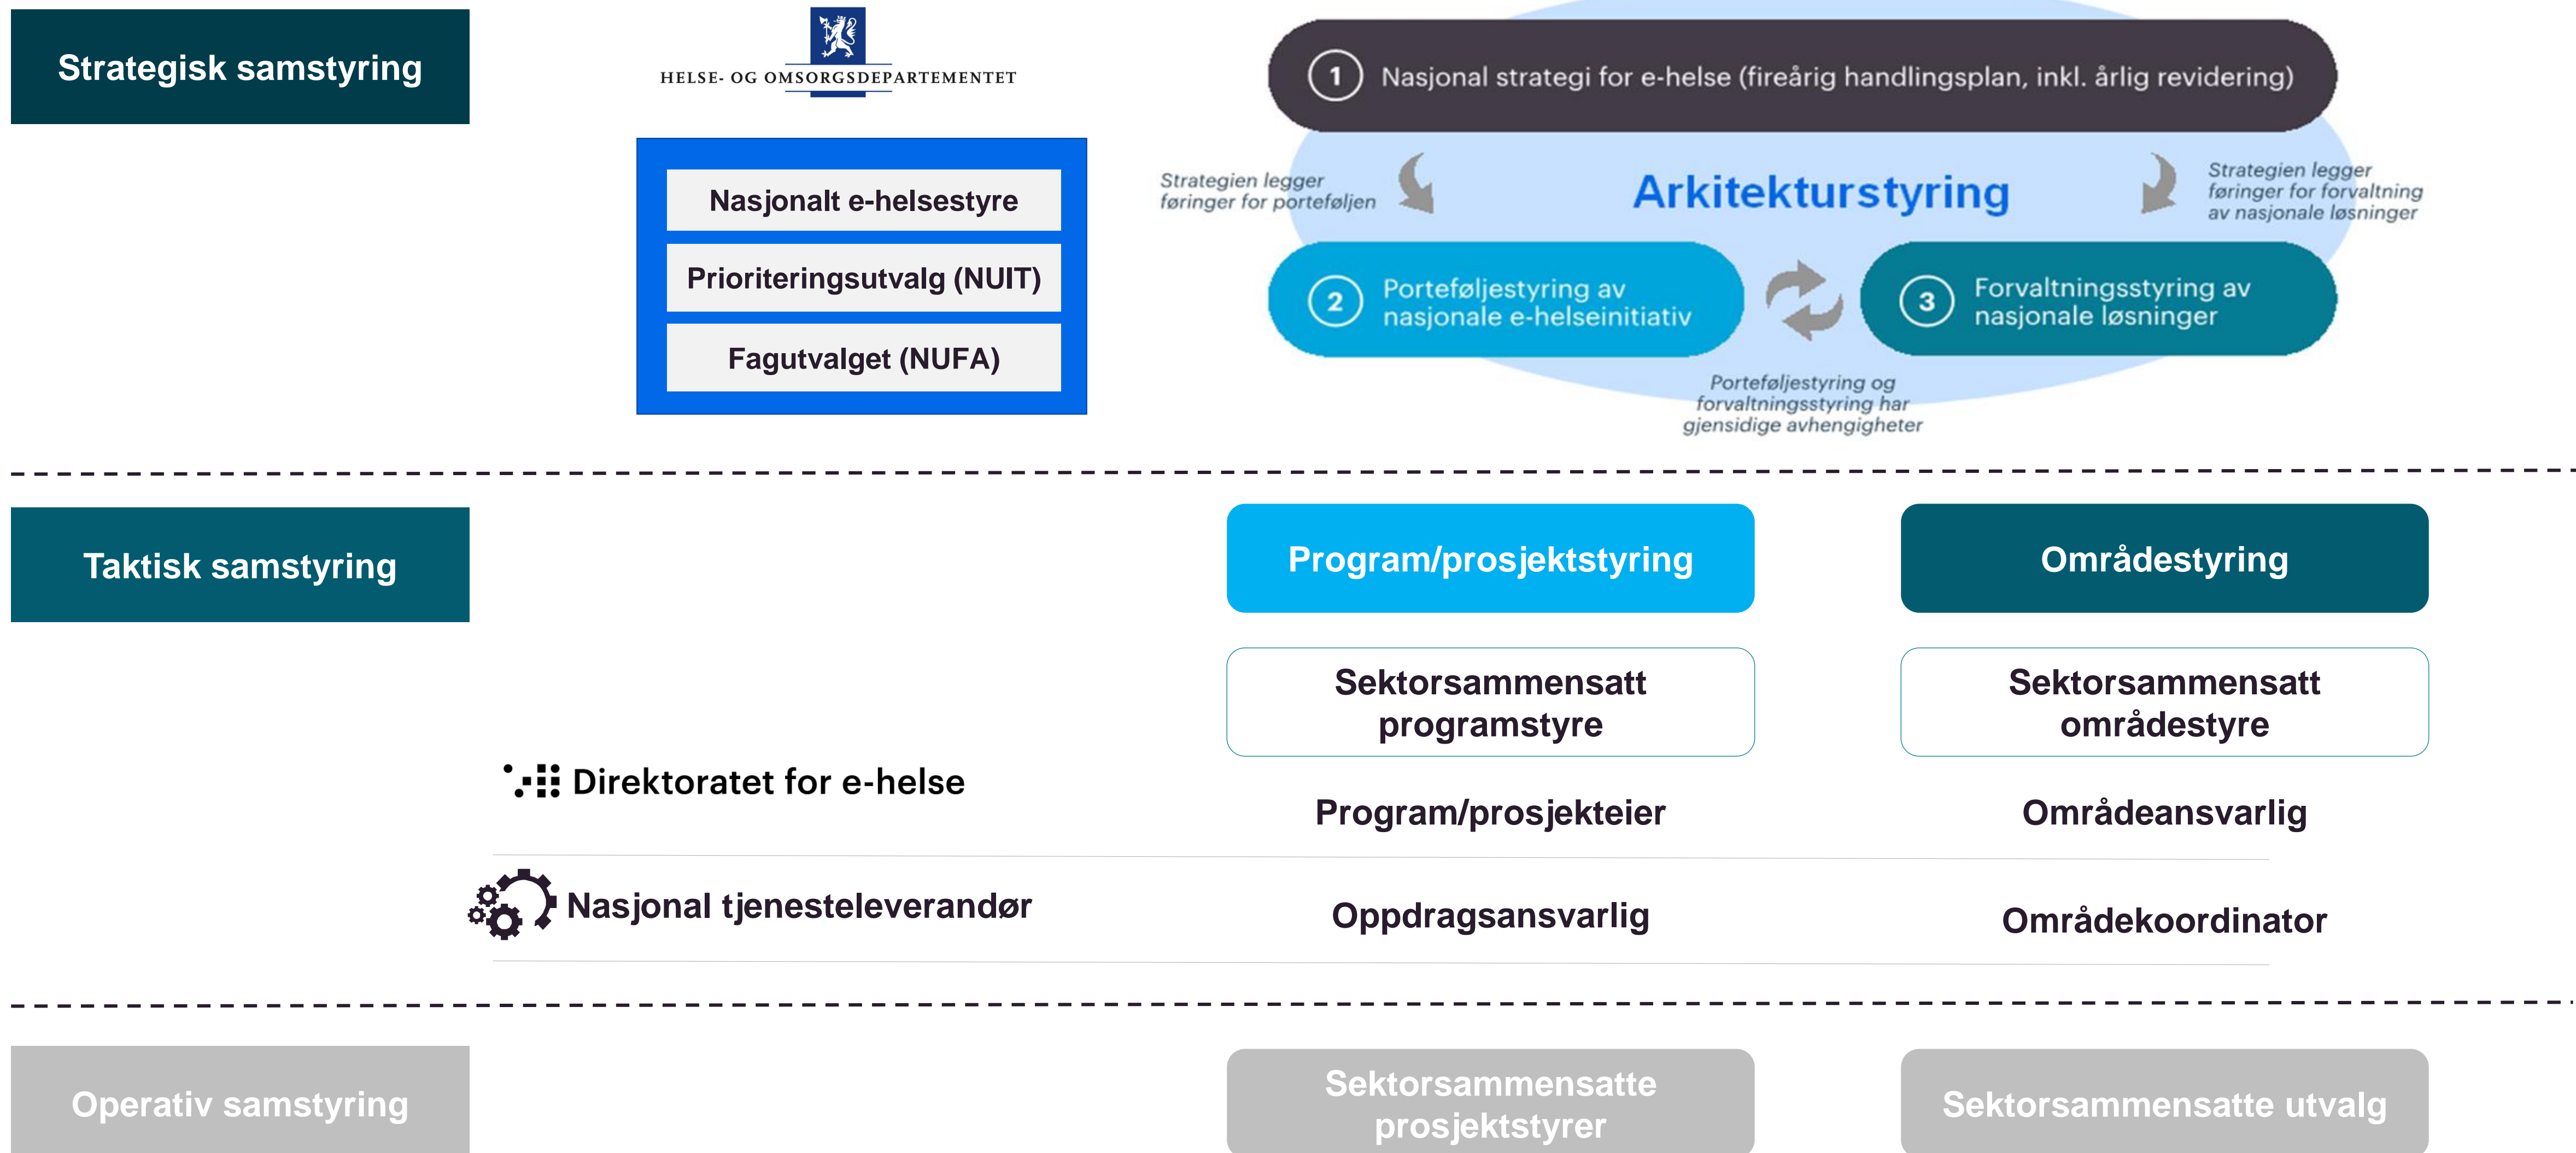 Strategisk samstyring
HELSE- OG OMSORGSDEPARTEMENTET
Nasjonalt e-helsestyre
Prioriteringsutvalg (NUIT)
Fagutvalget (NUFA)
1 Nasjonal strategi for e-helse (fireårig handlingsplan, inkl. årlig revidering)
Strategien legger
føringer for porteføljen
Arkitekturstyring
Strategien legger
føringer for forvaltning
av nasjonale løsninger
2 Porteføljestyring av
nasjonale e-helseinitiativ
3 Forvaltningsstyring av
nasjonale løsninger
Porteføljestyring og
forvaltningsstyring har
gjensidige avhengigheter
Taktisk samstyring
Program/prosjektstyring
Områdestyring
Sektorsammensatt
programstyre
Sektorsammensatt
områdestyre
Direktoratet for e-helse
Program/prosjekteier
Områdeansvarlig
Nasjonal tjenesteleverandør
Oppdragsansvarlig
Områdekoordinator
Operativ samstyring
Sektorsammensatte
prosjektstyrer
Sektorsammensatte utvalg